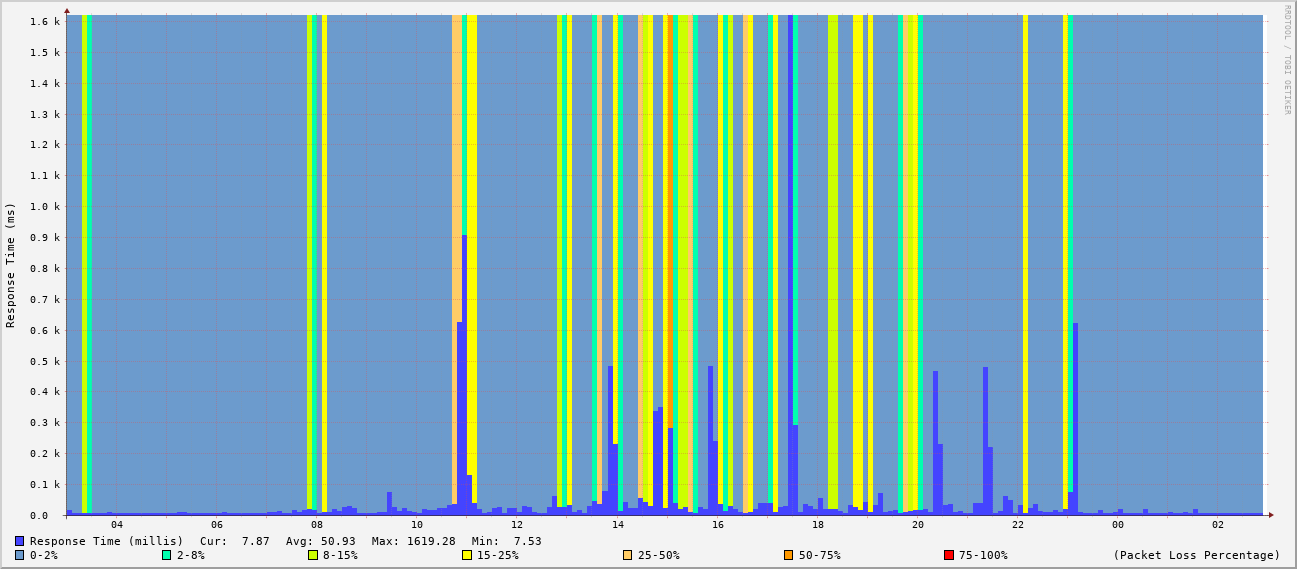 RRDTOOL / TOBI OETIKER
Response Time (ms)
1.6 k
1.5 k
1.4 k
1.3 k
1.2 k
1.1 k
1.0 k
0.9 k
0.8 k
0.7 k
0.6 k
0.5 k
0.4 k
0.3 k
0.2 k
0.1 k
0.0
04 06 08 10 12 14 16 18 20 22 00 02
Response Time (millis) Cur: 7.87 Avg: 50.93 Max: 1619.28 Min: 7.53
0-2% 2-8% 8-15% 15-25% 25-50% 50-75% 75-100% (Packet Loss Percentage)